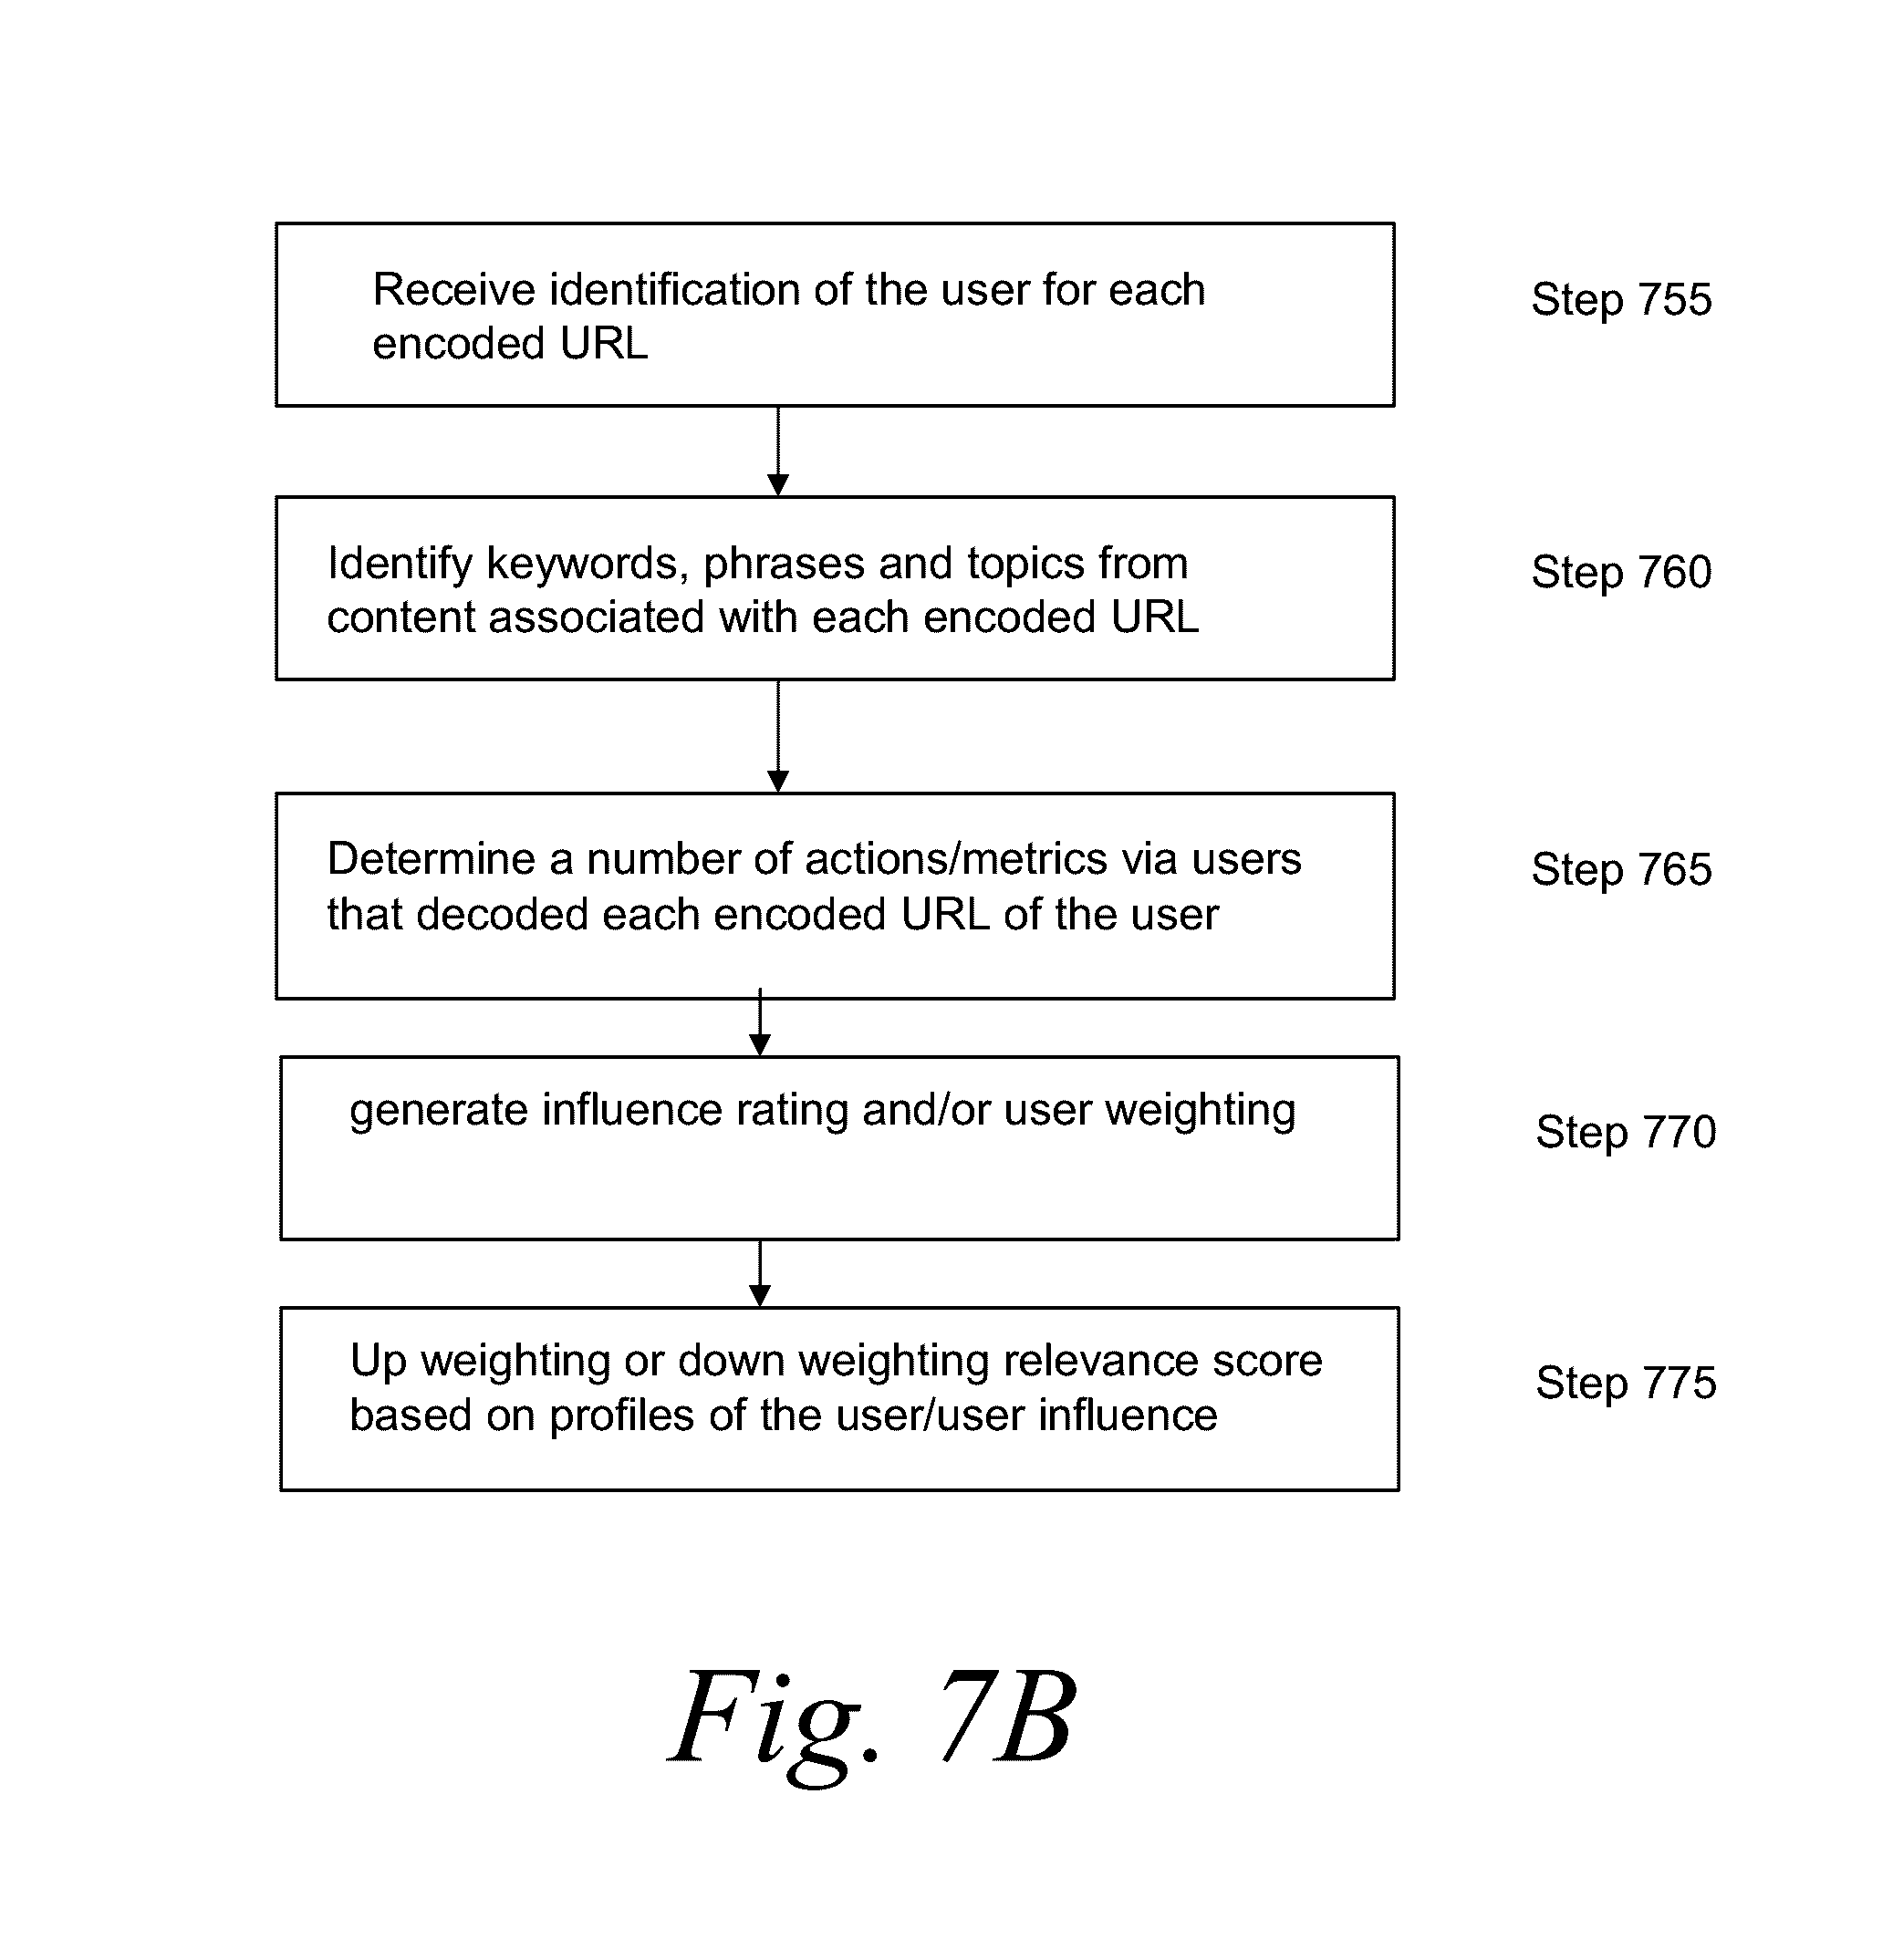 Receive identification of the user for each
encoded URL
Step 755
Identify keywords, phrases and topics from
content associated with each encoded URL
Step 760
Determine a number of actions/metrics via users
that decoded each encoded URL of the user
Step 765
generate influence rating and/or user weighting
Step 770
Up weighting or down weighting relevance score
based on profiles of the user/user influence
Step 775
Fig. 7B